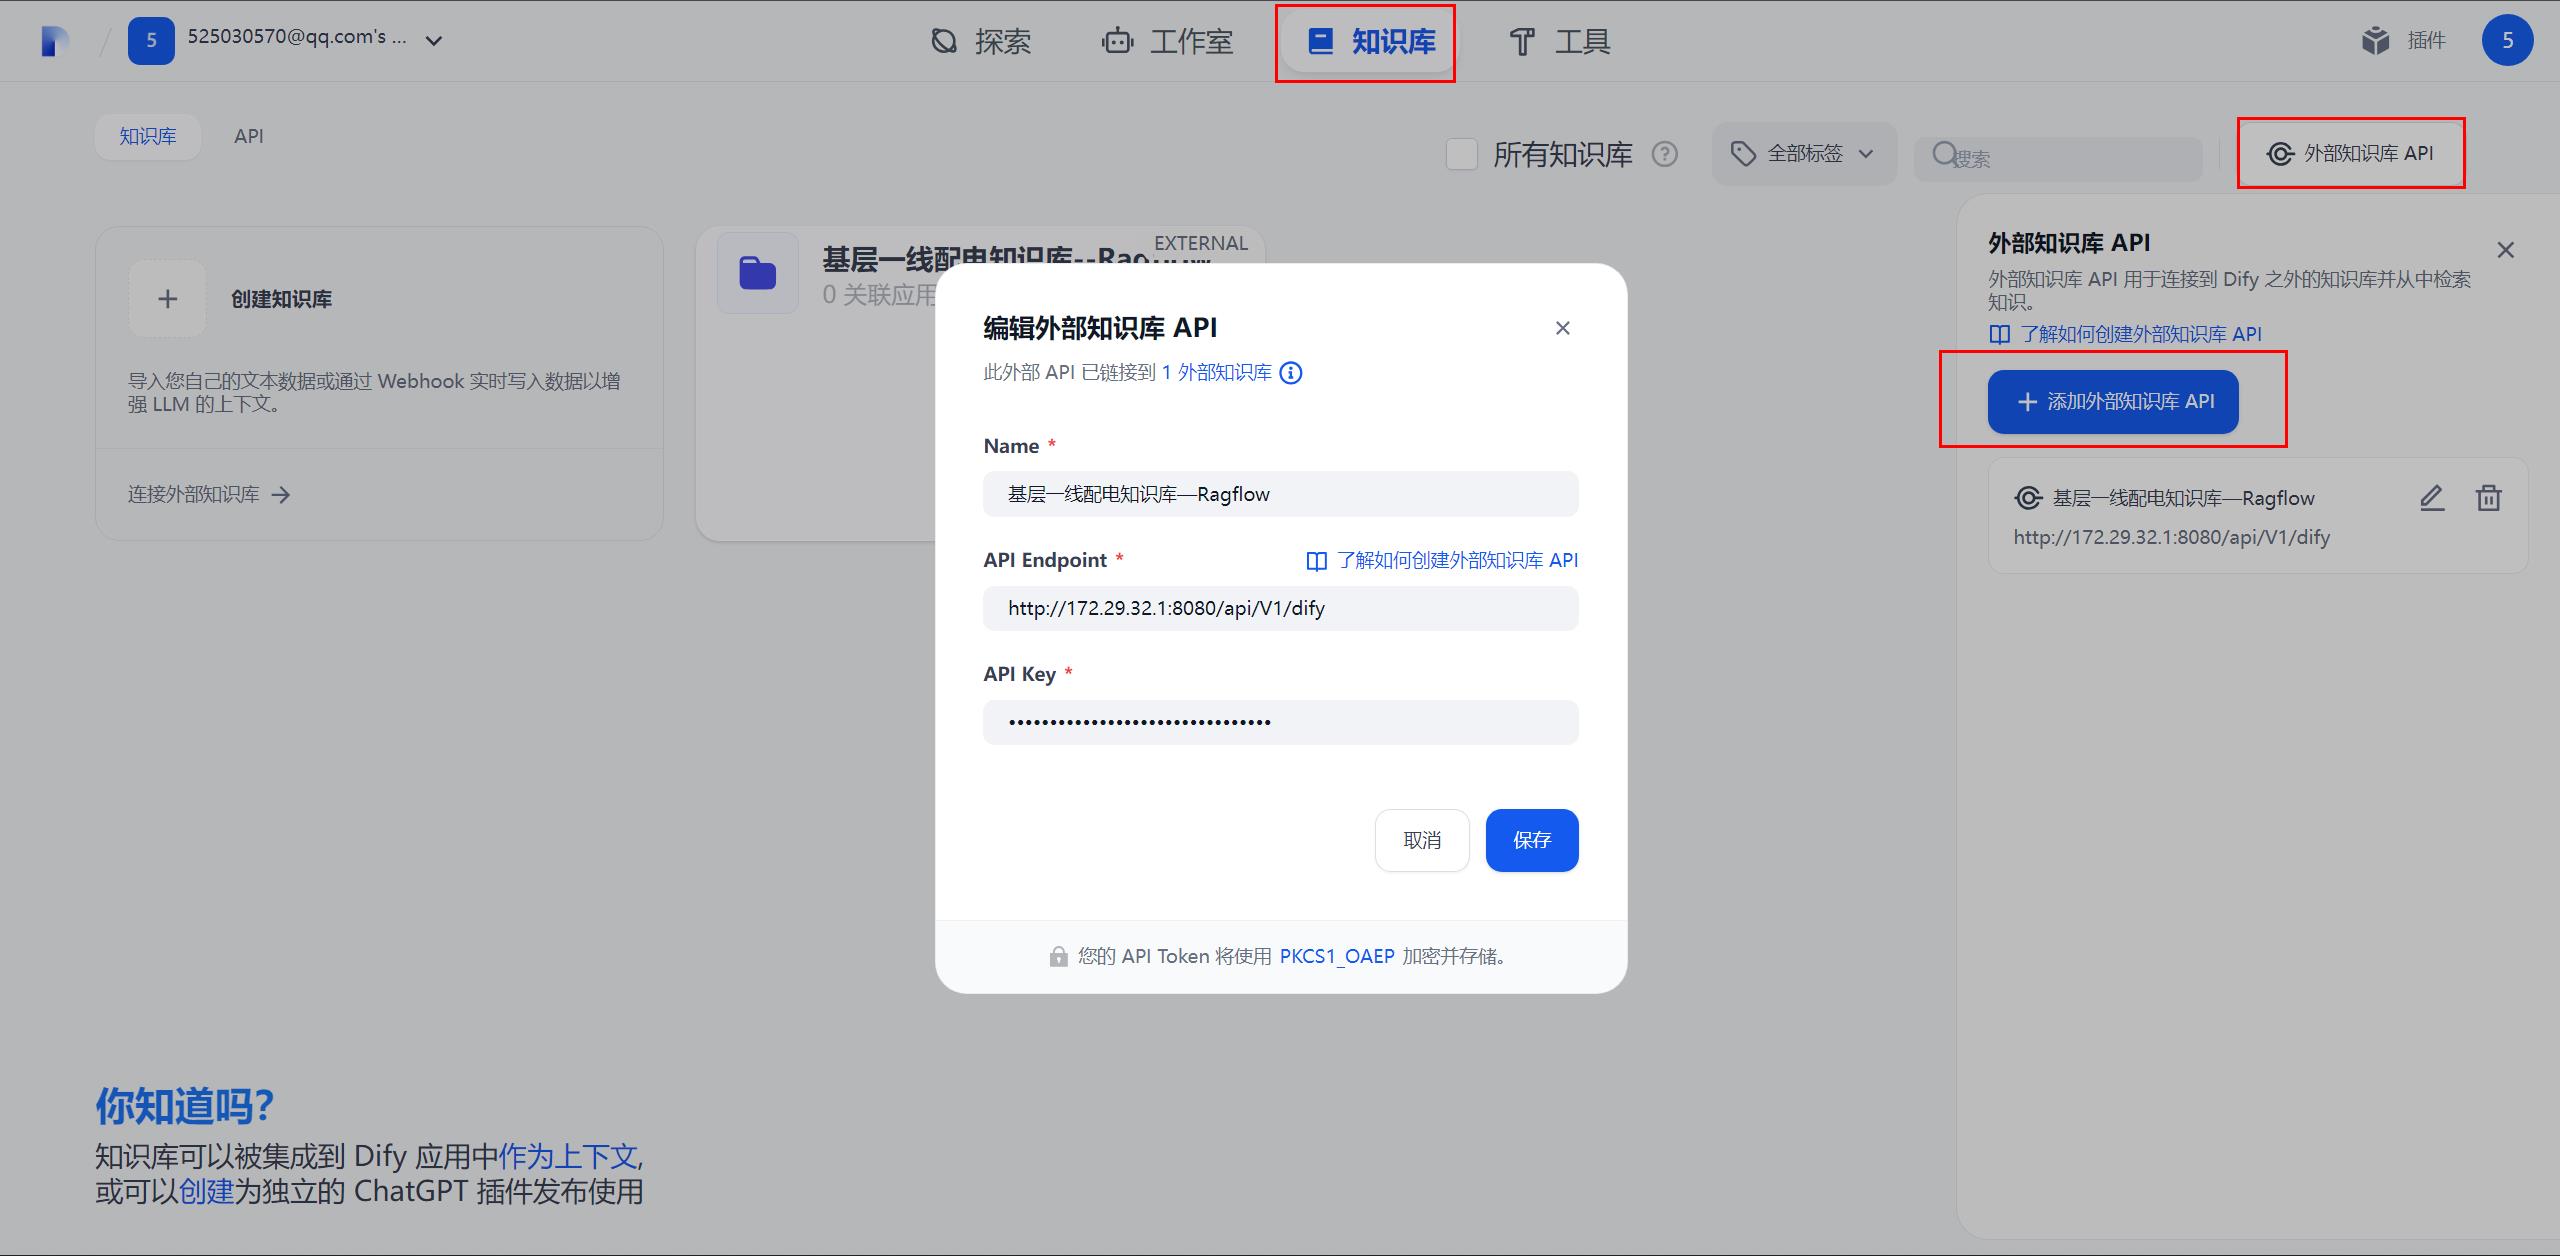 5
525030570@qq.com's ...
探索
工作室
知识库
工具
插件
5
知识库
API
所有知识库
全部标签
搜索
外部知识库 API
创建知识库
导入您自己的文本数据或通过 Webhook 实时写入数据以增
强 LLM 的上下文。
连接外部知识库
EXTERNAL
基层一线配电知识库--Ragflow
0 关联应用
编辑外部知识库 API
此外部 API 已链接到 1 外部知识库
Name *
基层一线配电知识库—Ragflow
API Endpoint *
了解如何创建外部知识库 API
http://172.29.32.1:8080/api/V1/dify
API Key *
••••••••••••••••••••••••••••••••
取消
保存
您的 API Token 将使用 PKCS1_OAEP 加密并存储。
外部知识库 API
外部知识库 API 用于连接到 Dify 之外的知识库并从中检索
知识。
了解如何创建外部知识库 API
添加外部知识库 API
基层一线配电知识库—Ragflow
http://172.29.32.1:8080/api/V1/dify
你知道吗？
知识库可以被集成到 Dify 应用中作为上下文,
或可以创建为独立的 ChatGPT 插件发布使用